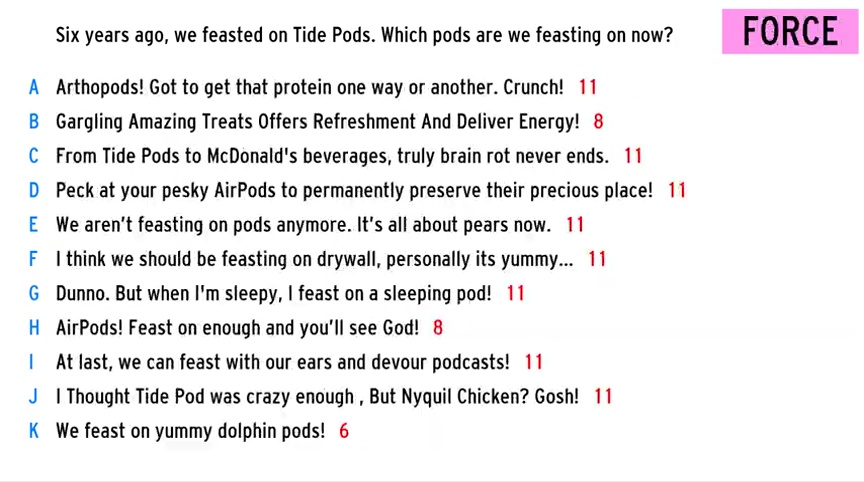 Six years ago, we feasted on Tide Pods. Which pods are we feasting on now?
FORCE
A Arthopods! Got to get that protein one way or another. Crunch! 11
B Gargling Amazing Treats Offers Refreshment And Deliver Energy! 8
C From Tide Pods to McDonald's beverages, truly brain rot never ends. 11
D Peck at your pesky AirPods to permanently preserve their precious place! 11
E We aren't feasting on pods anymore. It's all about pears now. 11
F I think we should be feasting on drywall, personally its yummy... 11
G Dunno. But when I'm sleepy, I feast on a sleeping pod! 11
H AirPods! Feast on enough and you'll see God! 8
I At last, we can feast with our ears and devour podcasts! 11
J I Thought Tide Pod was crazy enough , But Nyquil Chicken? Gosh! 11
K We feast on yummy dolphin pods! 6